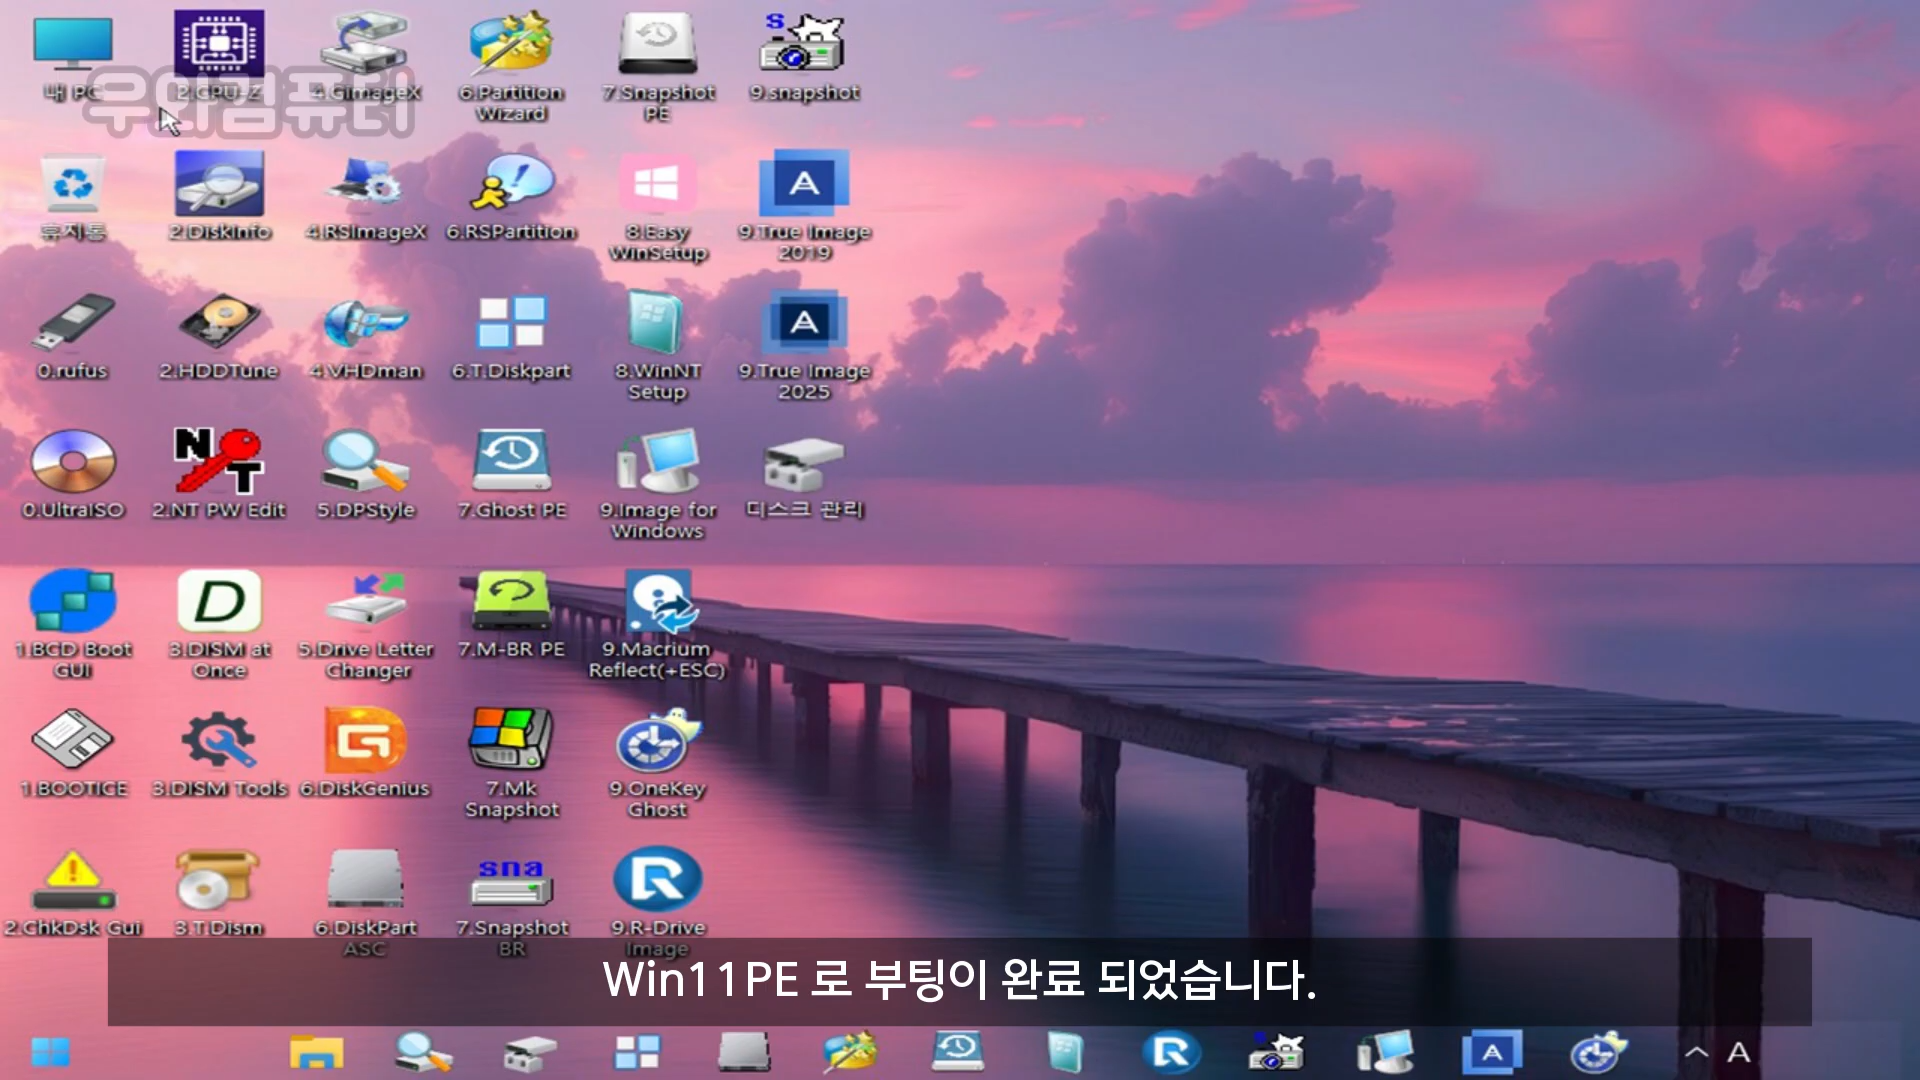 내 PC
2.CPU-Z
4.GimageX
6.Partition
Wizard
7.Snapshot
PE
S
9.snapshot
휴지통
2.DiskInfo
4.RSImageX
6.RSPartition
8.Easy
WinSetup
A
9.True Image
2019
0.rufus
2.HDDTune
4.VHDman
6.T.Diskpart
8.WinNT
Setup
A
9.True Image
2025
0.UltraISO
NT
2.NT PW Edit
5.DPStyle
7.Ghost PE
9.Image for
Windows
디스크 관리
1.BCD Boot
GUI
D
3.DISM at
Once
5.Drive Letter
Changer
7.M-BR PE
9.Macrium
Reflect(+ESC)
1.BOOTICE
3.DISM Tools
G
6.DiskGenius
7.Mk
Snapshot
9.OneKey
Ghost
2.ChkDsk Gui
3.T.Dism
6.DiskPart
ASC
sna
7.Snapshot
BR
R
9.R-Drive
Image
Win11PE 로 부팅이 완료 되었습니다.
R
S
A
A